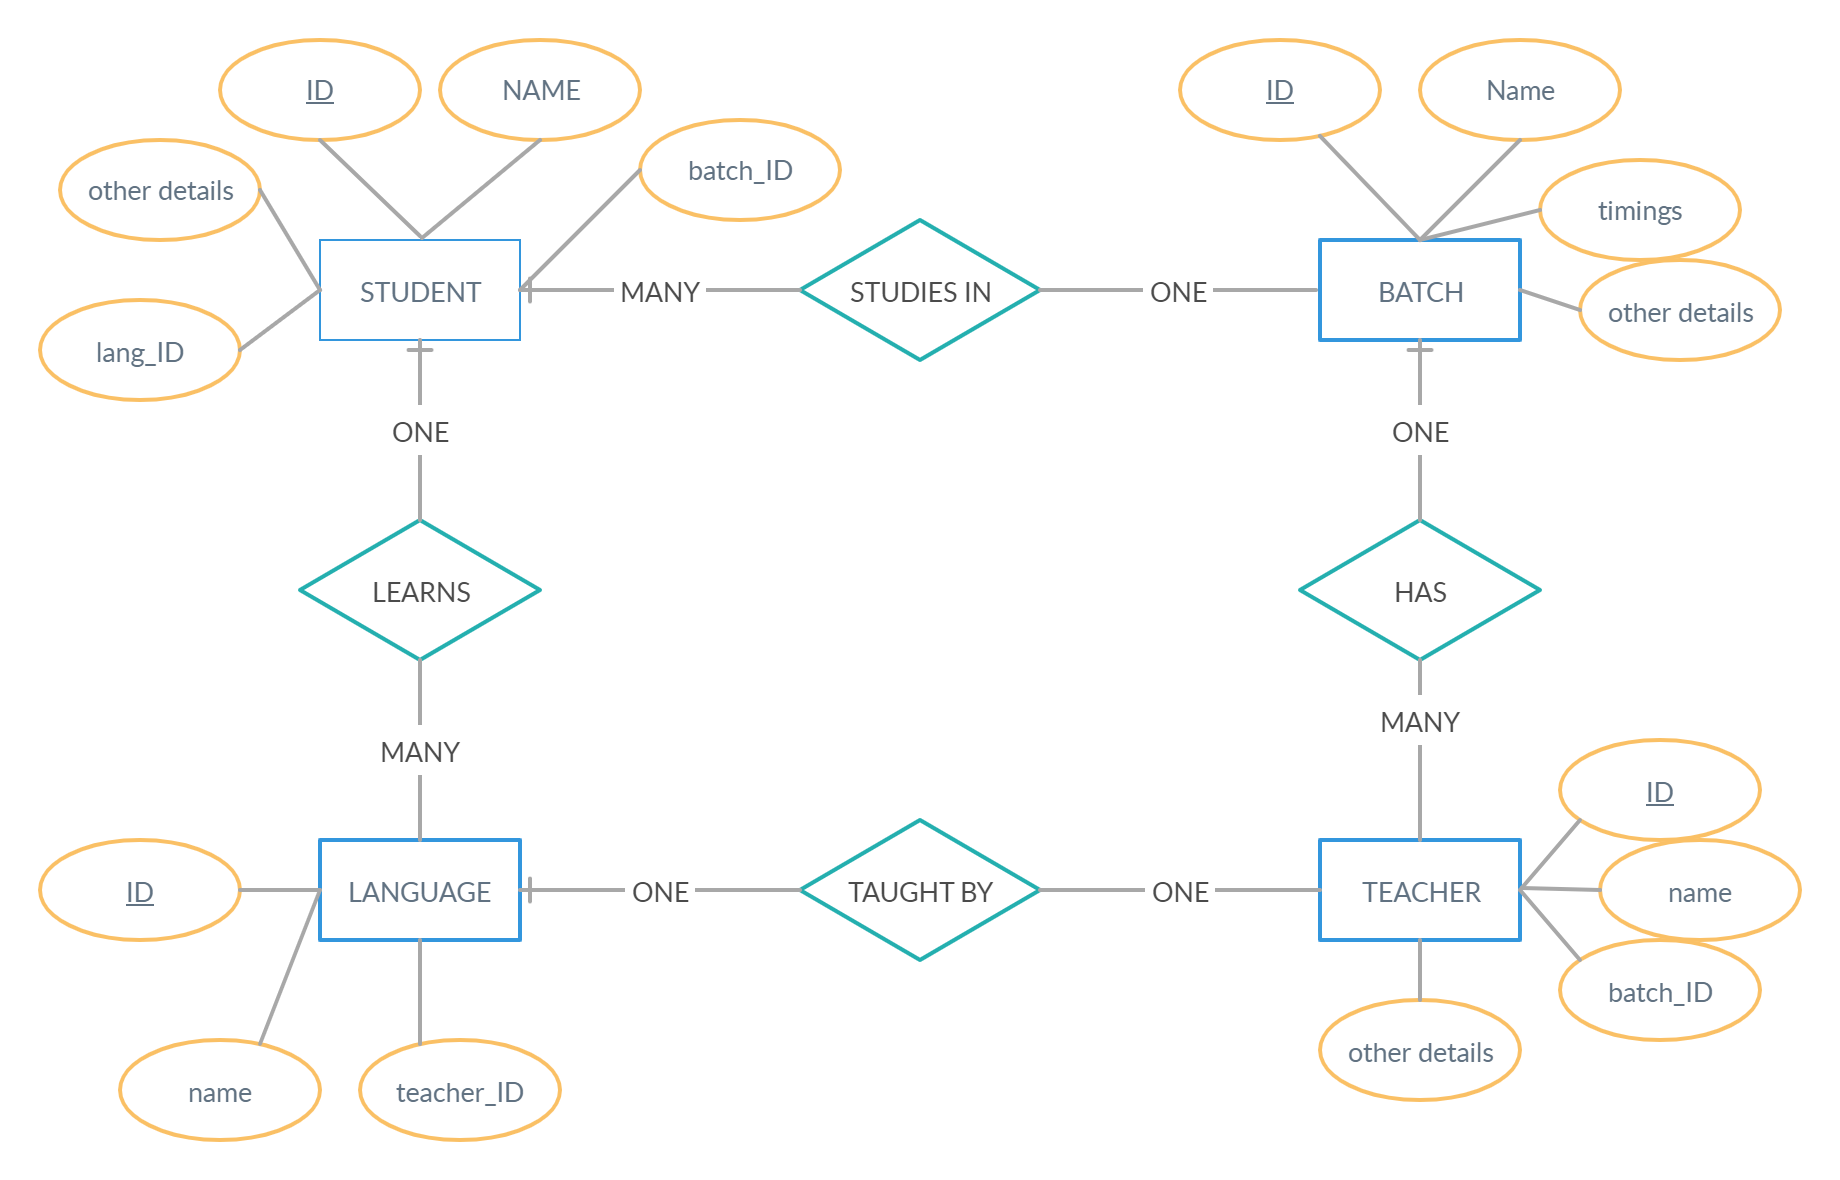 ID
NAME
ID
Name
batch_ID
other details
timings
STUDENT
MANY
STUDIES IN
ONE
BATCH
other details
lang_ID
ONE
ONE
LEARNS
HAS
MANY
MANY
ID
ID
LANGUAGE
ONE
TAUGHT BY
ONE
TEACHER
name
batch_ID
other details
name
teacher_ID